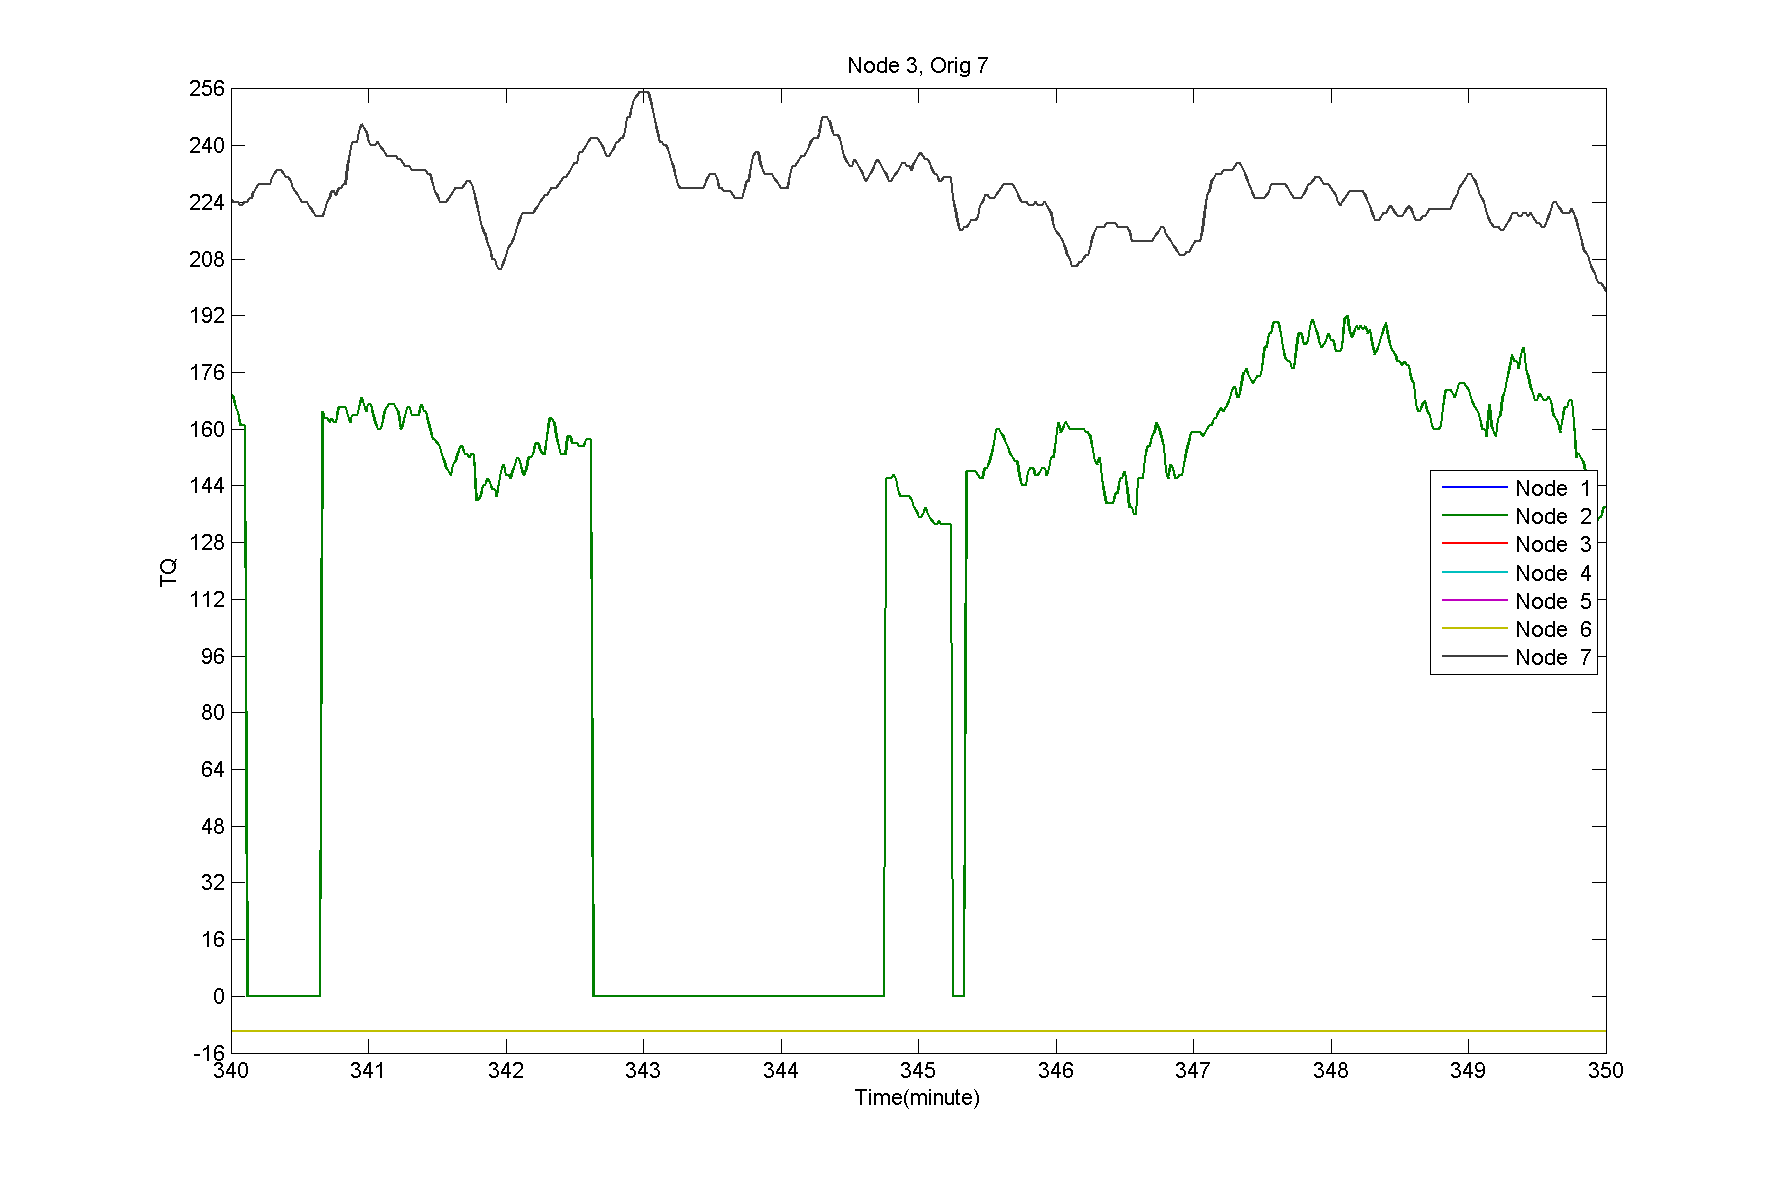 Node 3, Orig 7
256
240
224
208
192
176
160
144
128
112
96
80
64
48
32
16
0
-16
TQ
Node 1
Node 2
Node 3
Node 4
Node 5
Node 6
Node 7
340 341 342 343 344 345 346 347 348 349 350
Time(minute)